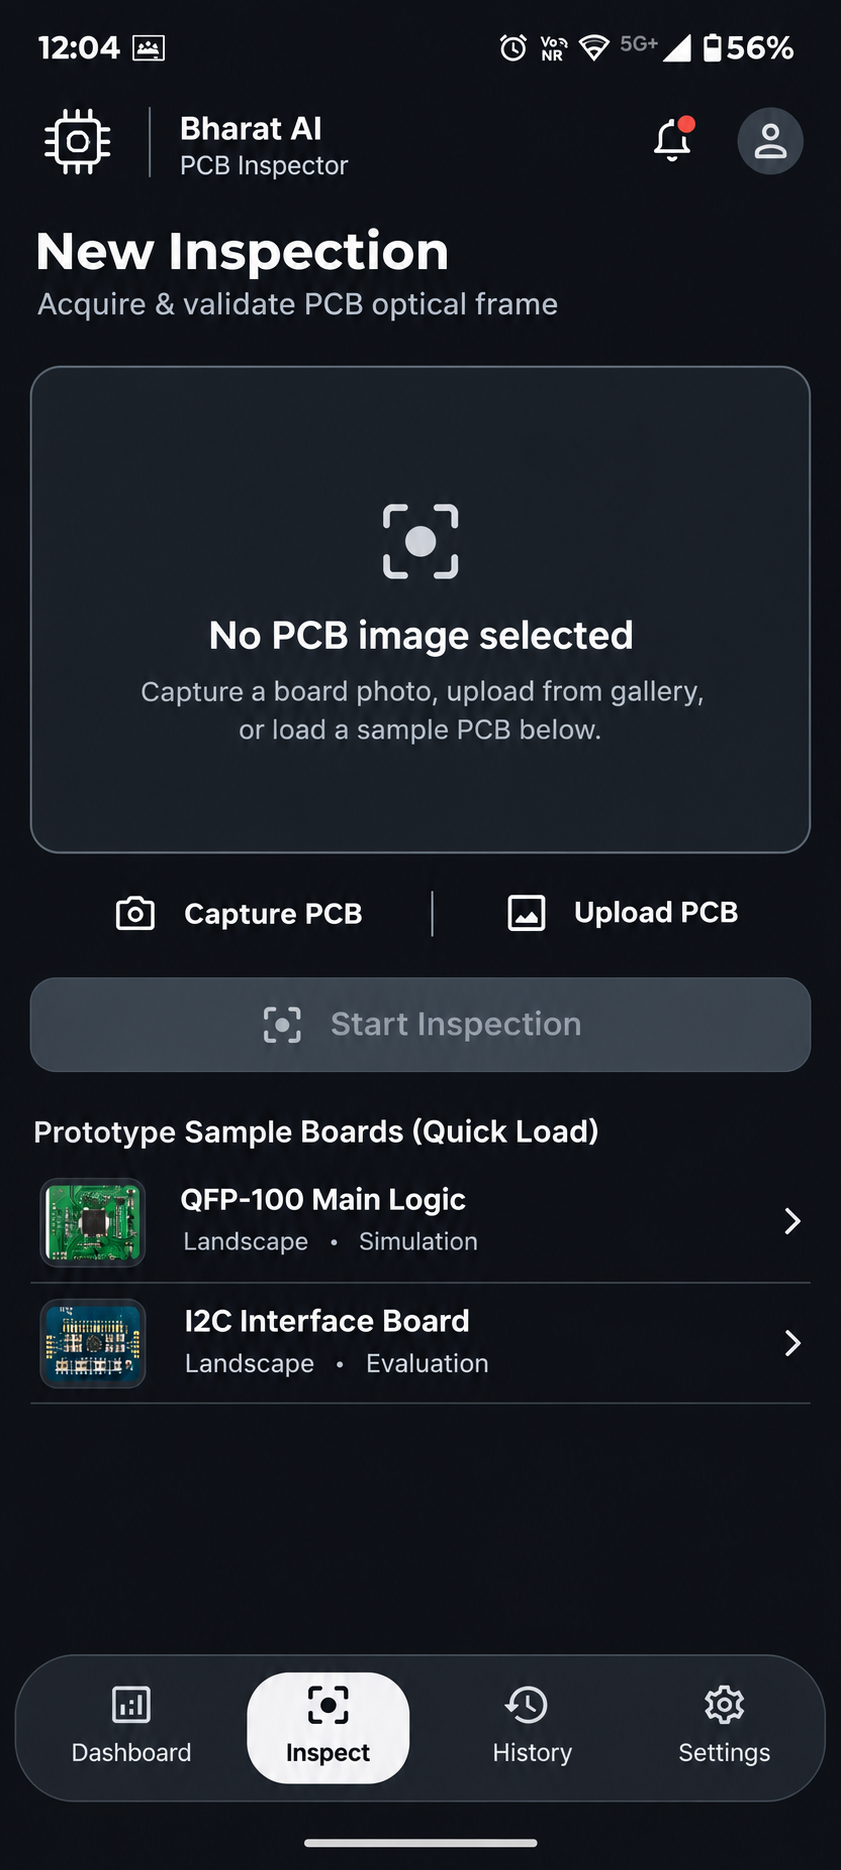 12:04
Vo NR 5G+ 56%
Bharat AI
PCB Inspector
New Inspection
Acquire & validate PCB optical frame
No PCB image selected
Capture a board photo, upload from gallery,
or load a sample PCB below.
Capture PCB
Upload PCB
Start Inspection
Prototype Sample Boards (Quick Load)
QFP-100 Main Logic
Landscape • Simulation
I2C Interface Board
Landscape • Evaluation
Dashboard
Inspect
History
Settings